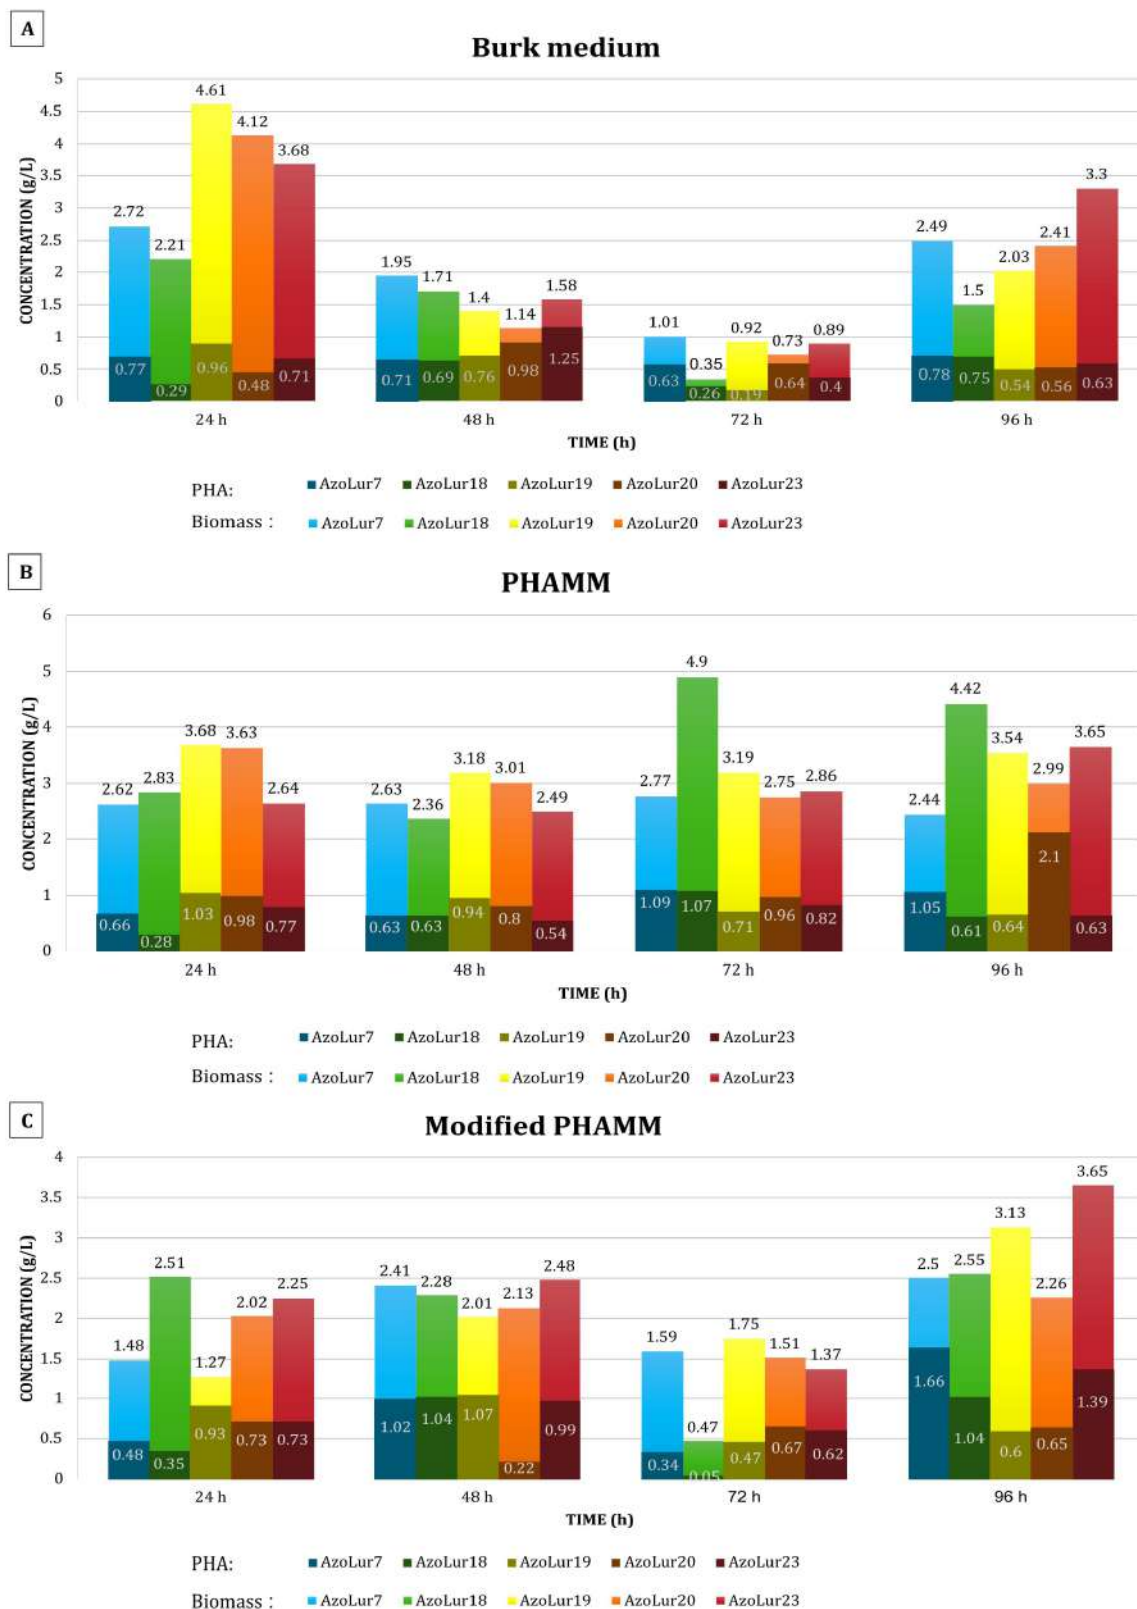 A
Burk medium
CONCENTRATION (g/L)
5
4.5
4
3.5
3
2.5
2
1.5
1
0.5
0
2.72 2.21 4.61 4.12 3.68
0.77 0.29 0.96 0.48 0.71
1.95 1.71 1.4 1.14 1.58
0.71 0.69 0.76 0.98 1.25
1.01 0.35 0.92 0.73 0.89
0.63 0.26 0.19 0.64 0.4
2.49 1.5 2.03 2.41 3.3
0.78 0.75 0.54 0.56 0.63
24 h 48 h 72 h 96 h
TIME (h)
PHA: AzoLur7 AzoLur18 AzoLur19 AzoLur20 AzoLur23
Biomass : AzoLur7 AzoLur18 AzoLur19 AzoLur20 AzoLur23
B
PHAMM
CONCENTRATION (g/L)
6
5
4
3
2
1
0
2.62 2.83 3.68 3.63 2.64
0.66 0.28 1.03 0.98 0.77
2.63 2.36 3.18 3.01 2.49
0.63 0.63 0.94 0.8 0.54
2.77 4.9 3.19 2.75 2.86
1.09 1.07 0.71 0.96 0.82
2.44 4.42 3.54 2.99 3.65
1.05 0.61 0.64 2.1 0.63
24 h 48 h 72 h 96 h
TIME (h)
PHA: AzoLur7 AzoLur18 AzoLur19 AzoLur20 AzoLur23
Biomass : AzoLur7 AzoLur18 AzoLur19 AzoLur20 AzoLur23
C
Modified PHAMM
CONCENTRATION (g/L)
4
3.5
3
2.5
2
1.5
1
0.5
0
1.48 2.51 1.27 2.02 2.25
0.48 0.35 0.93 0.73 0.73
2.41 2.28 2.01 2.13 2.48
1.02 1.04 1.07 0.22 0.99
1.59 0.47 1.75 1.51 1.37
0.34 0.05 0.47 0.67 0.62
2.5 2.55 3.13 2.26 3.65
1.66 1.04 0.6 0.65 1.39
24 h 48 h 72 h 96 h
TIME (h)
PHA: AzoLur7 AzoLur18 AzoLur19 AzoLur20 AzoLur23
Biomass : AzoLur7 AzoLur18 AzoLur19 AzoLur20 AzoLur23